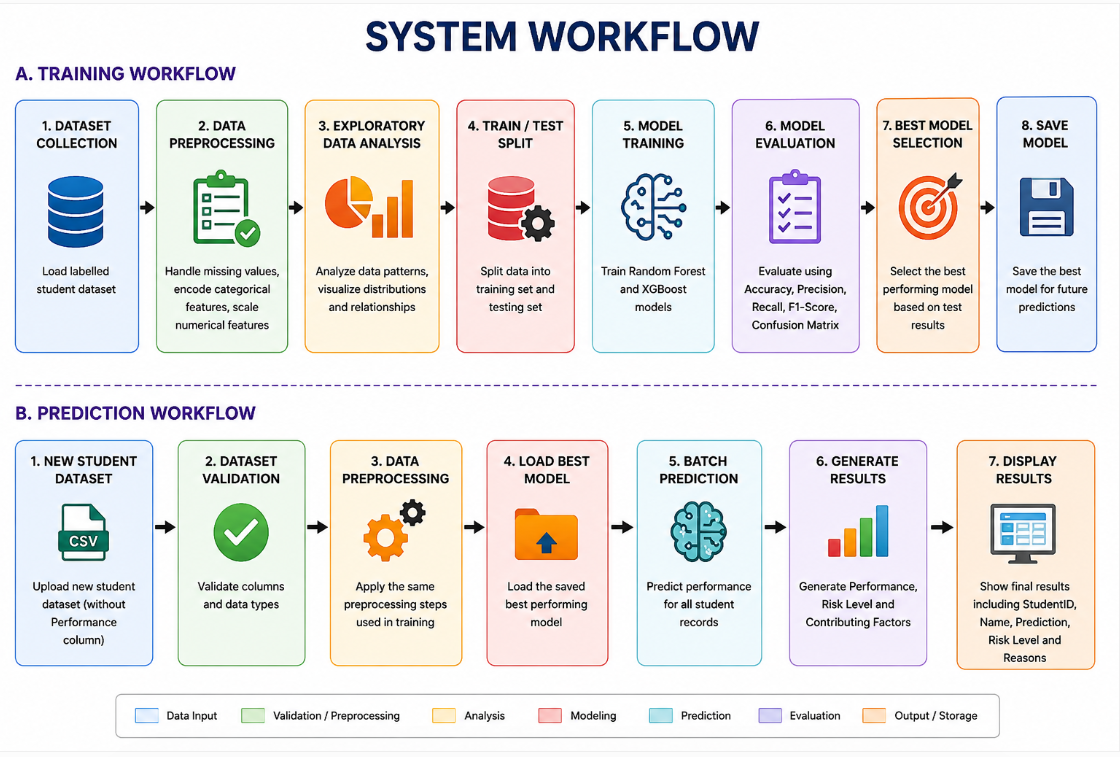 SYSTEM WORKFLOW
A. TRAINING WORKFLOW
1. DATASET
COLLECTION
Load labelled
student dataset
2. DATA
PREPROCESSING
Handle missing values,
encode categorical
features, scale
numerical features
3. EXPLORATORY
DATA ANALYSIS
Analyze data patterns,
visualize distributions
and relationships
4. TRAIN / TEST
SPLIT
Split data into
training set and
testing set
5. MODEL
TRAINING
Train Random Forest
and XGBoost
models
6. MODEL
EVALUATION
Evaluate using
Accuracy, Precision,
Recall, F1-Score,
Confusion Matrix
7. BEST MODEL
SELECTION
Select the best
performing model
based on test
results
8. SAVE
MODEL
Save the best
model for future
predictions
B. PREDICTION WORKFLOW
1. NEW STUDENT
DATASET
CSV
Upload new student
dataset (without
Performance
column)
2. DATASET
VALIDATION
Validate columns
and data types
3. DATA
PREPROCESSING
Apply the same
preprocessing steps
used in training
4. LOAD BEST
MODEL
Load the saved
best performing
model
5. BATCH
PREDICTION
Predict performance
for all student
records
6. GENERATE
RESULTS
Generate Performance,
Risk Level and
Contributing Factors
7. DISPLAY
RESULTS
Show final results
including StudentID,
Name, Prediction,
Risk Level and
Reasons
Data Input
Validation / Preprocessing
Analysis
Modeling
Prediction
Evaluation
Output / Storage